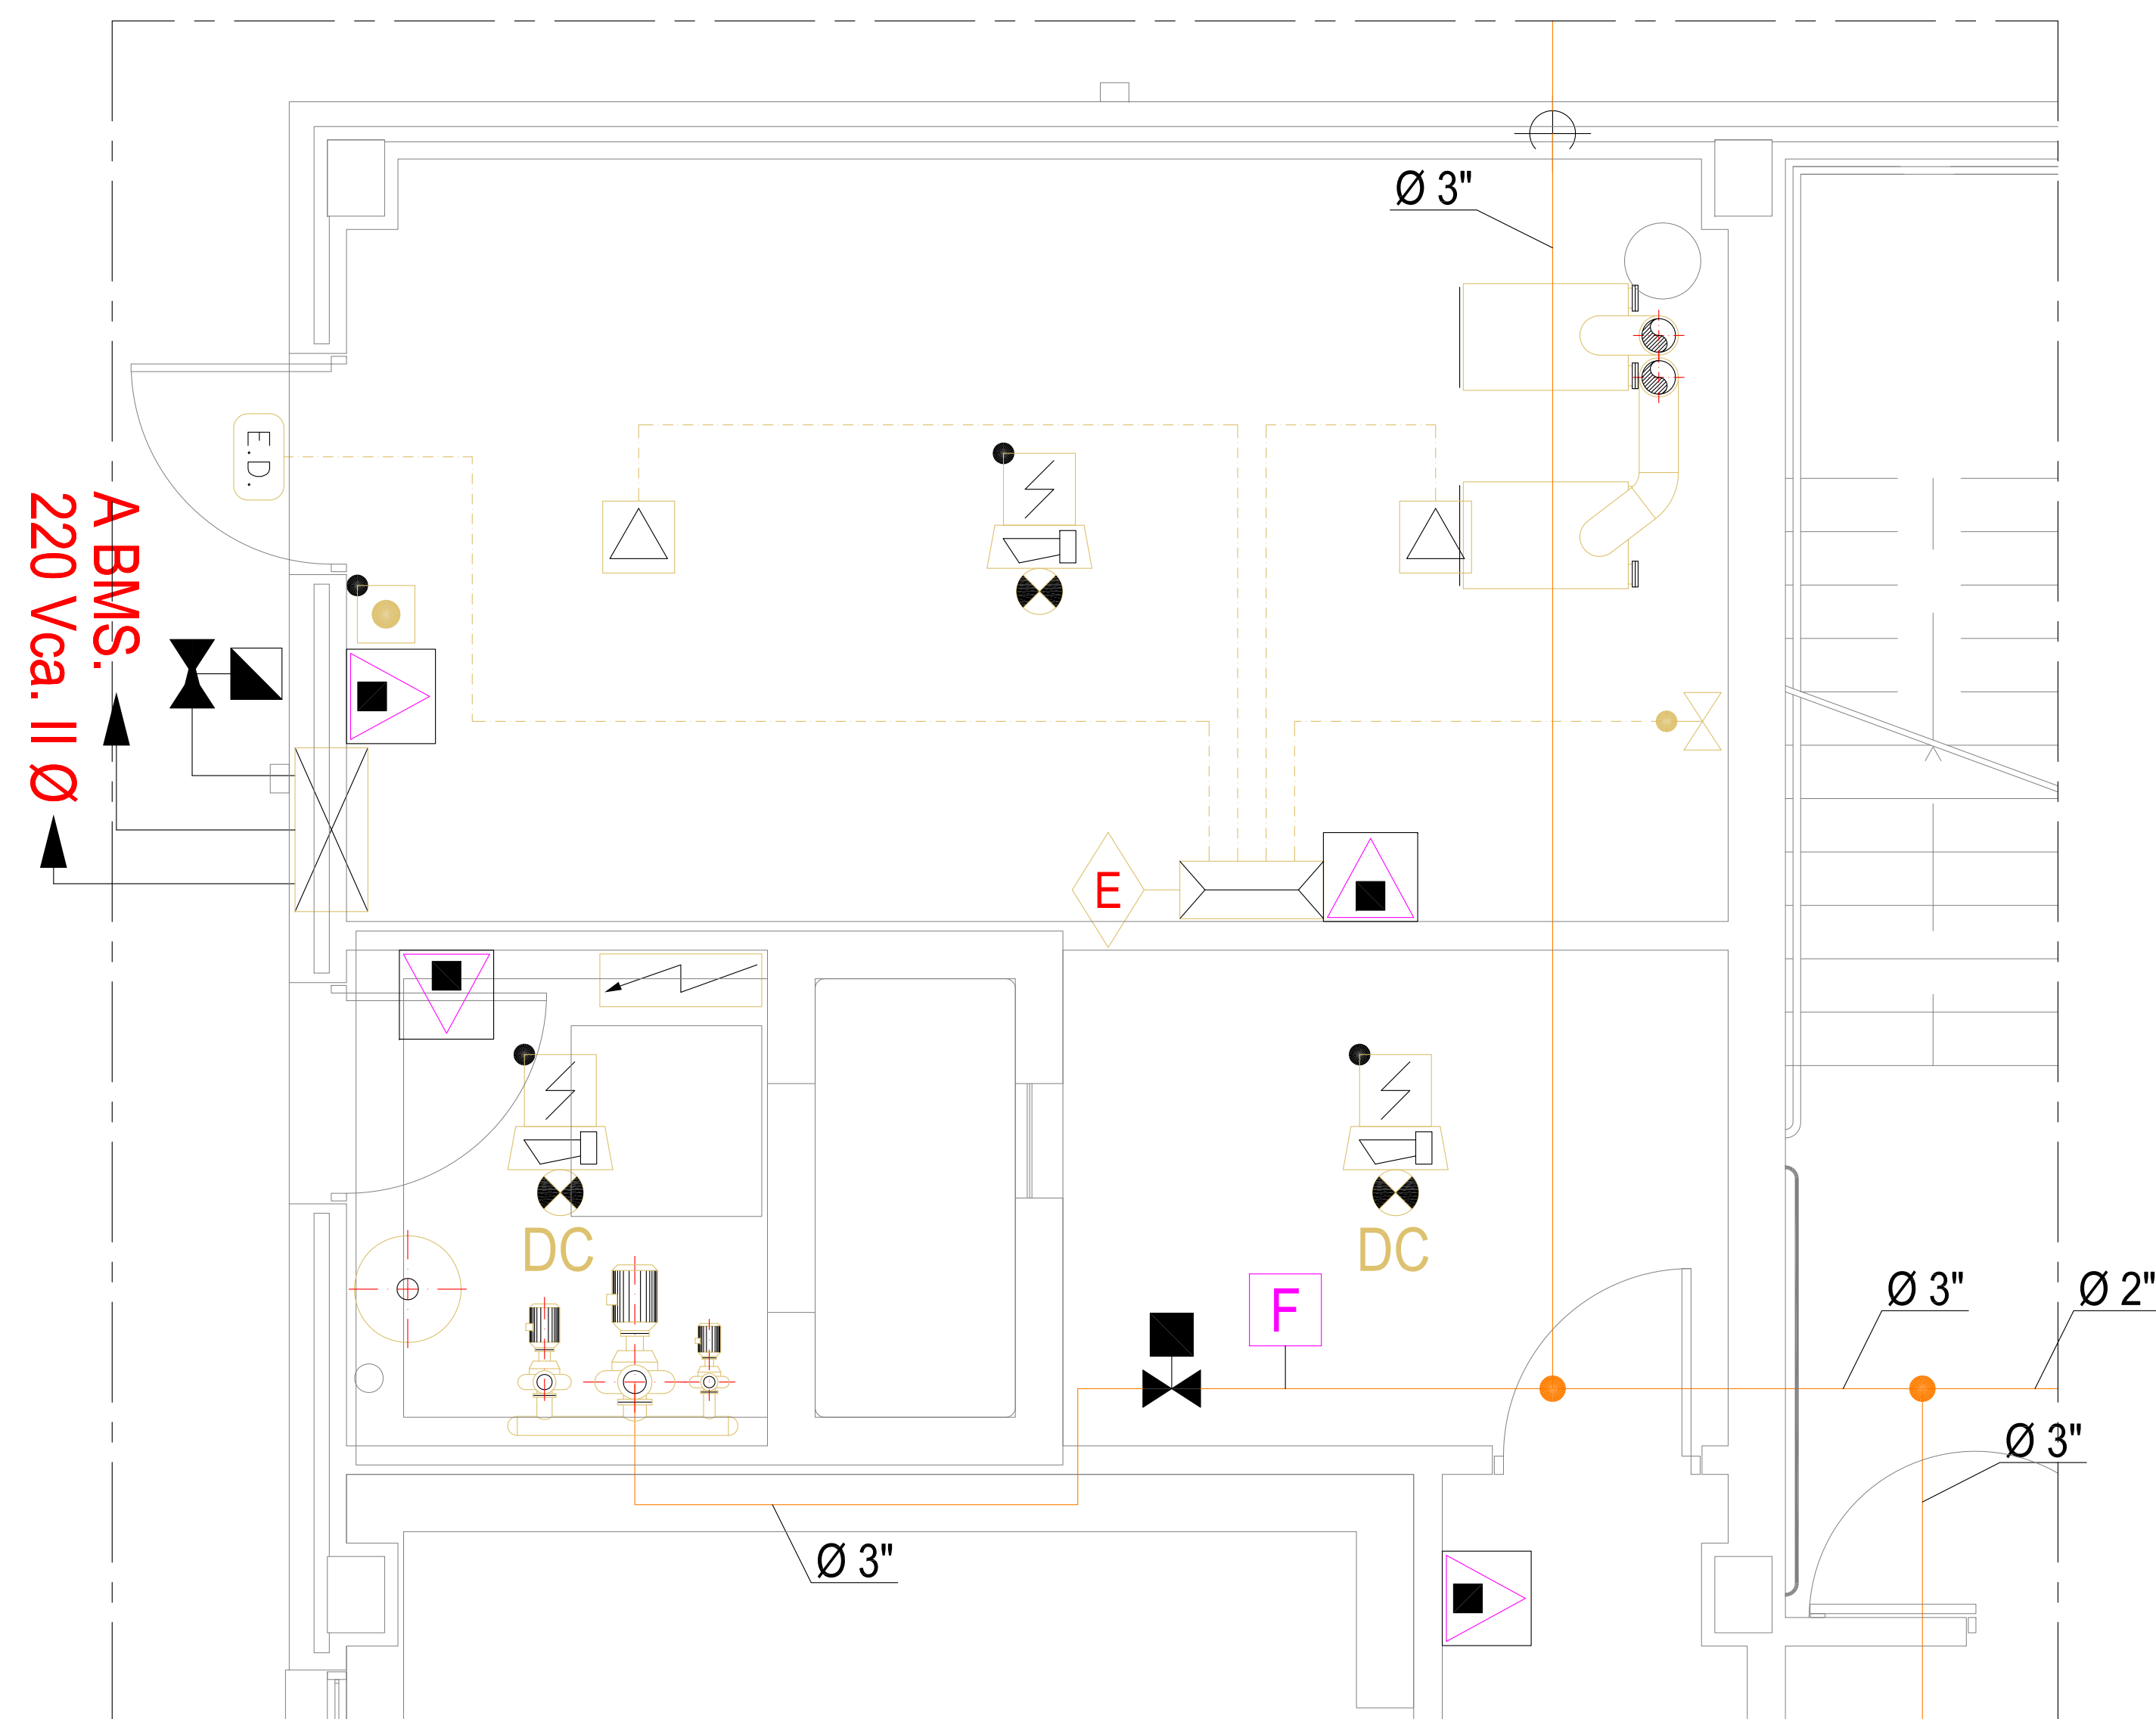 Ø 3"
E.D.
A BMS.
220 Vca. II Ø
E
DC
DC
F
Ø 3"
Ø 2"
Ø 3"
Ø 3"